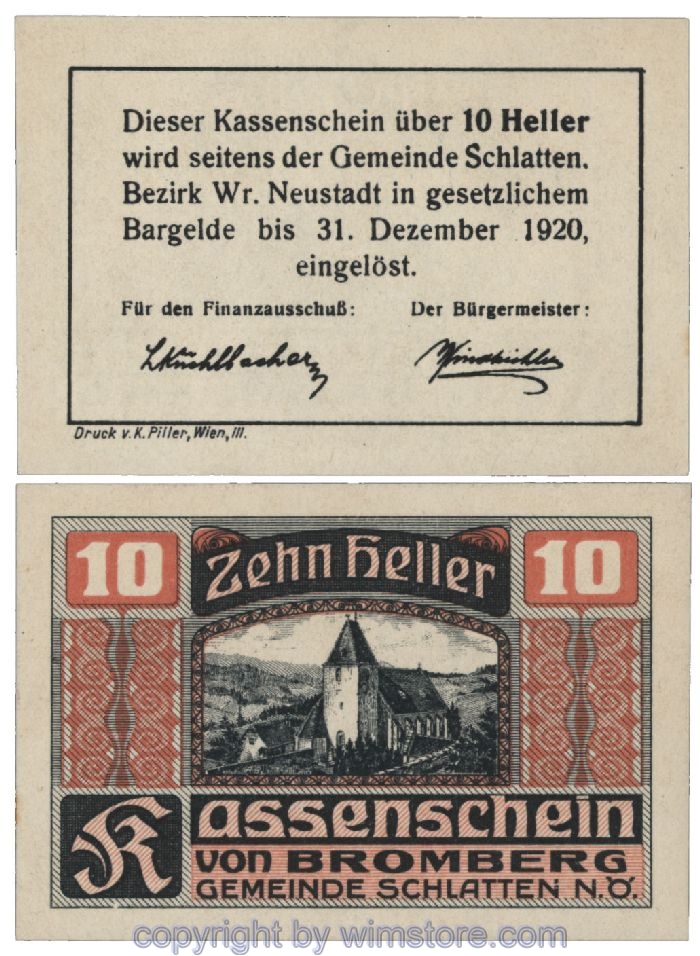 Dieser Kassenschein über 10 Heller
wird seitens der Gemeinde Schlatten.
Bezirk Wr. Neustadt in gesetzlichem
Bargelde bis 31. Dezember 1920,
eingelöst.
Für den Finanzausschuß: Der Bürgermeister:
Druck v. K. Piller, Wien, III.
10 Zehn Heller 10
Kassenschein
von BROMBERG
GEMEINDE SCHLATTEN N.Ö.
copyright by wimstore.com